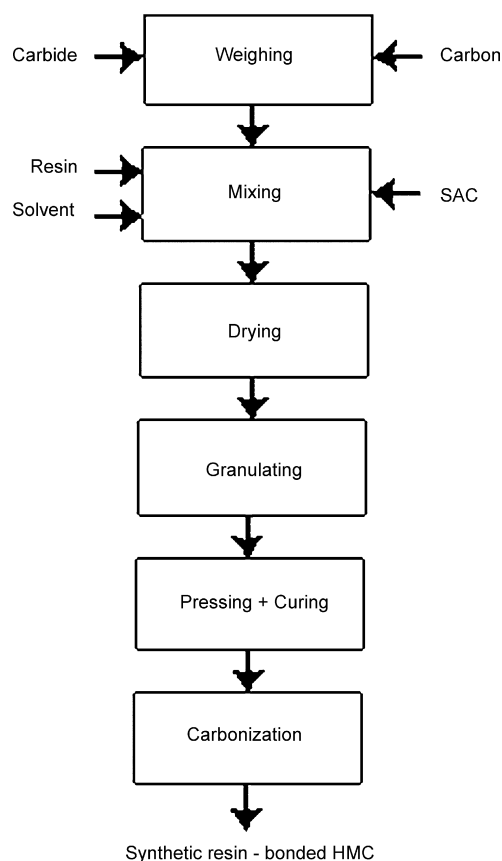 Carbide
Weighing
Carbon
Resin
Solvent
Mixing
SAC
Drying
Granulating
Pressing + Curing
Carbonization
Synthetic resin - bonded HMC